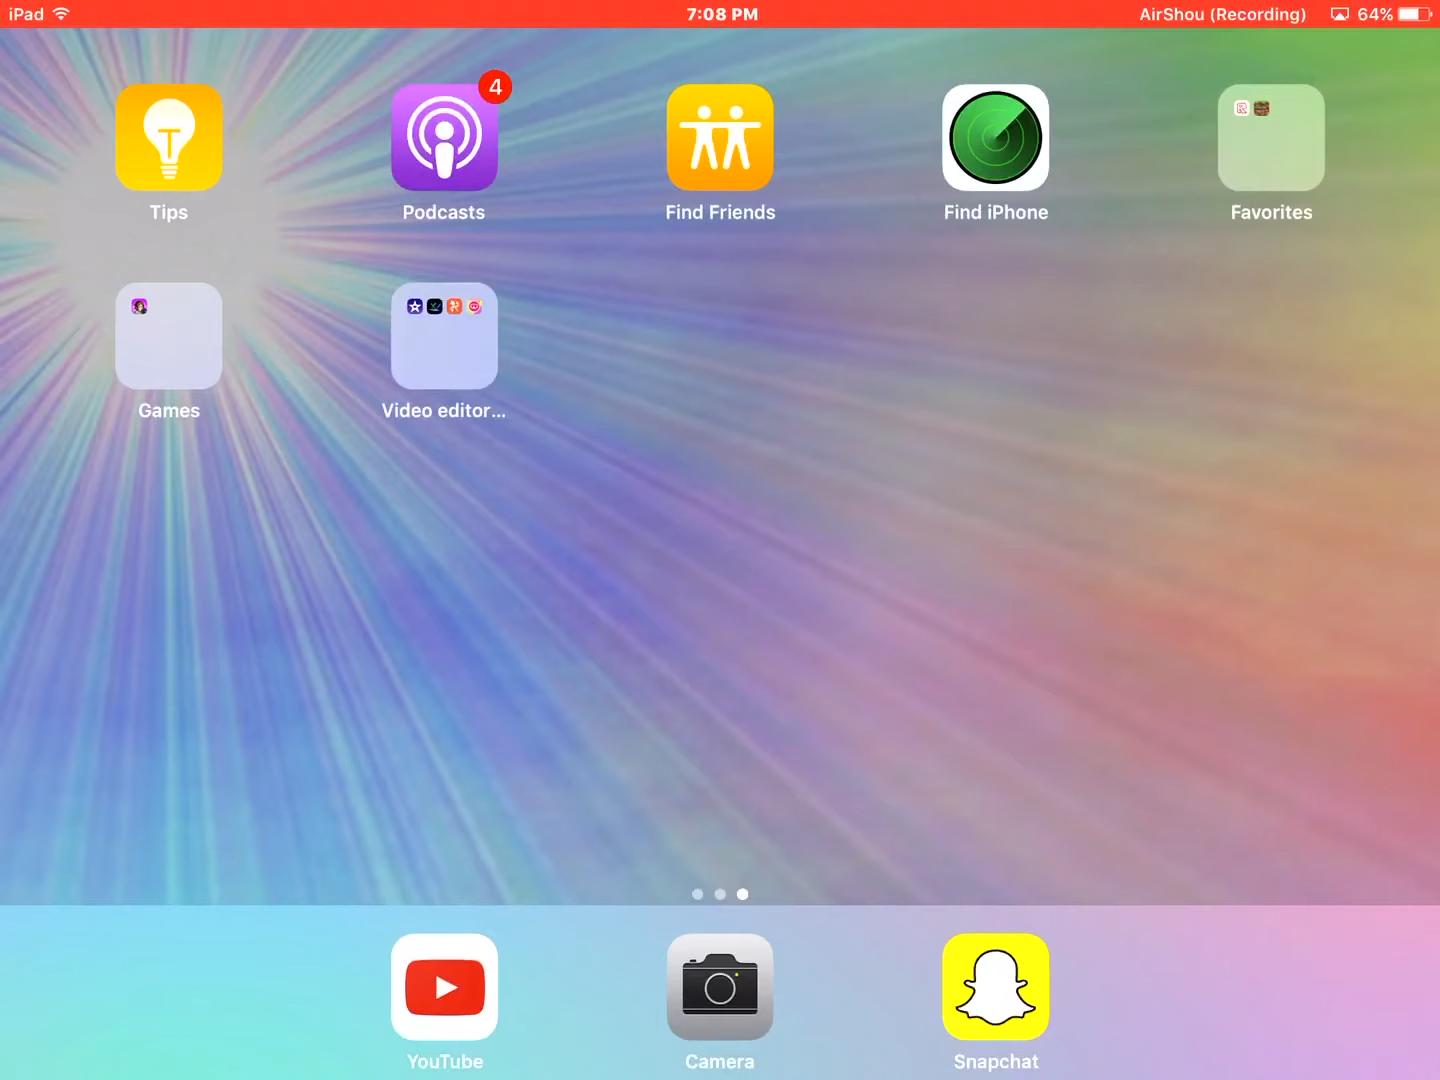 iPad 7:08 PM AirShou (Recording) 64%
4
Tips Podcasts Find Friends Find iPhone Favorites
Games Video editor...
YouTube Camera Snapchat